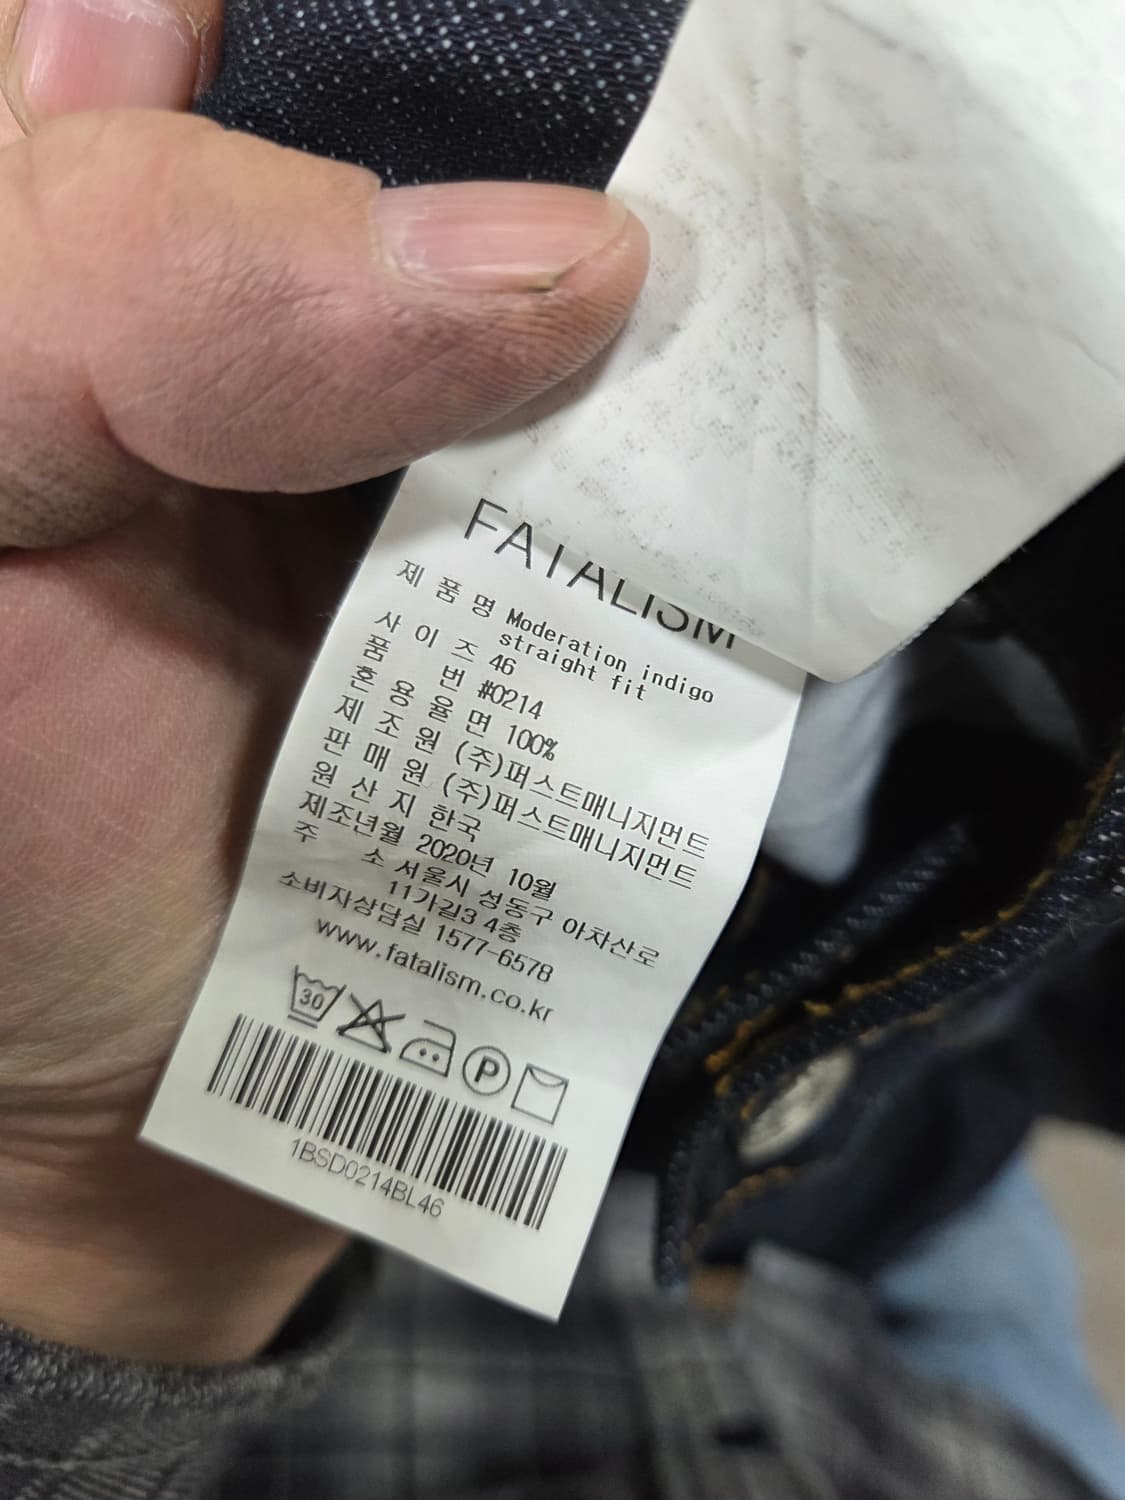 FATALISM
제 품 명 Moderation indigo
straight fit
사 이 즈 46
품 번 #0214
혼 용 율 면 100%
제 조 원 (주)퍼스트매니지먼트
판 매 원 (주)퍼스트매니지먼트
원 산 지 한국
제조년월 2020년 10월
주 소 서울시 성동구 아차산로
11가길3 4층
소비자상담실 1577-6578
www.fatalism.co.kr
30
P
1BSD0214BL46